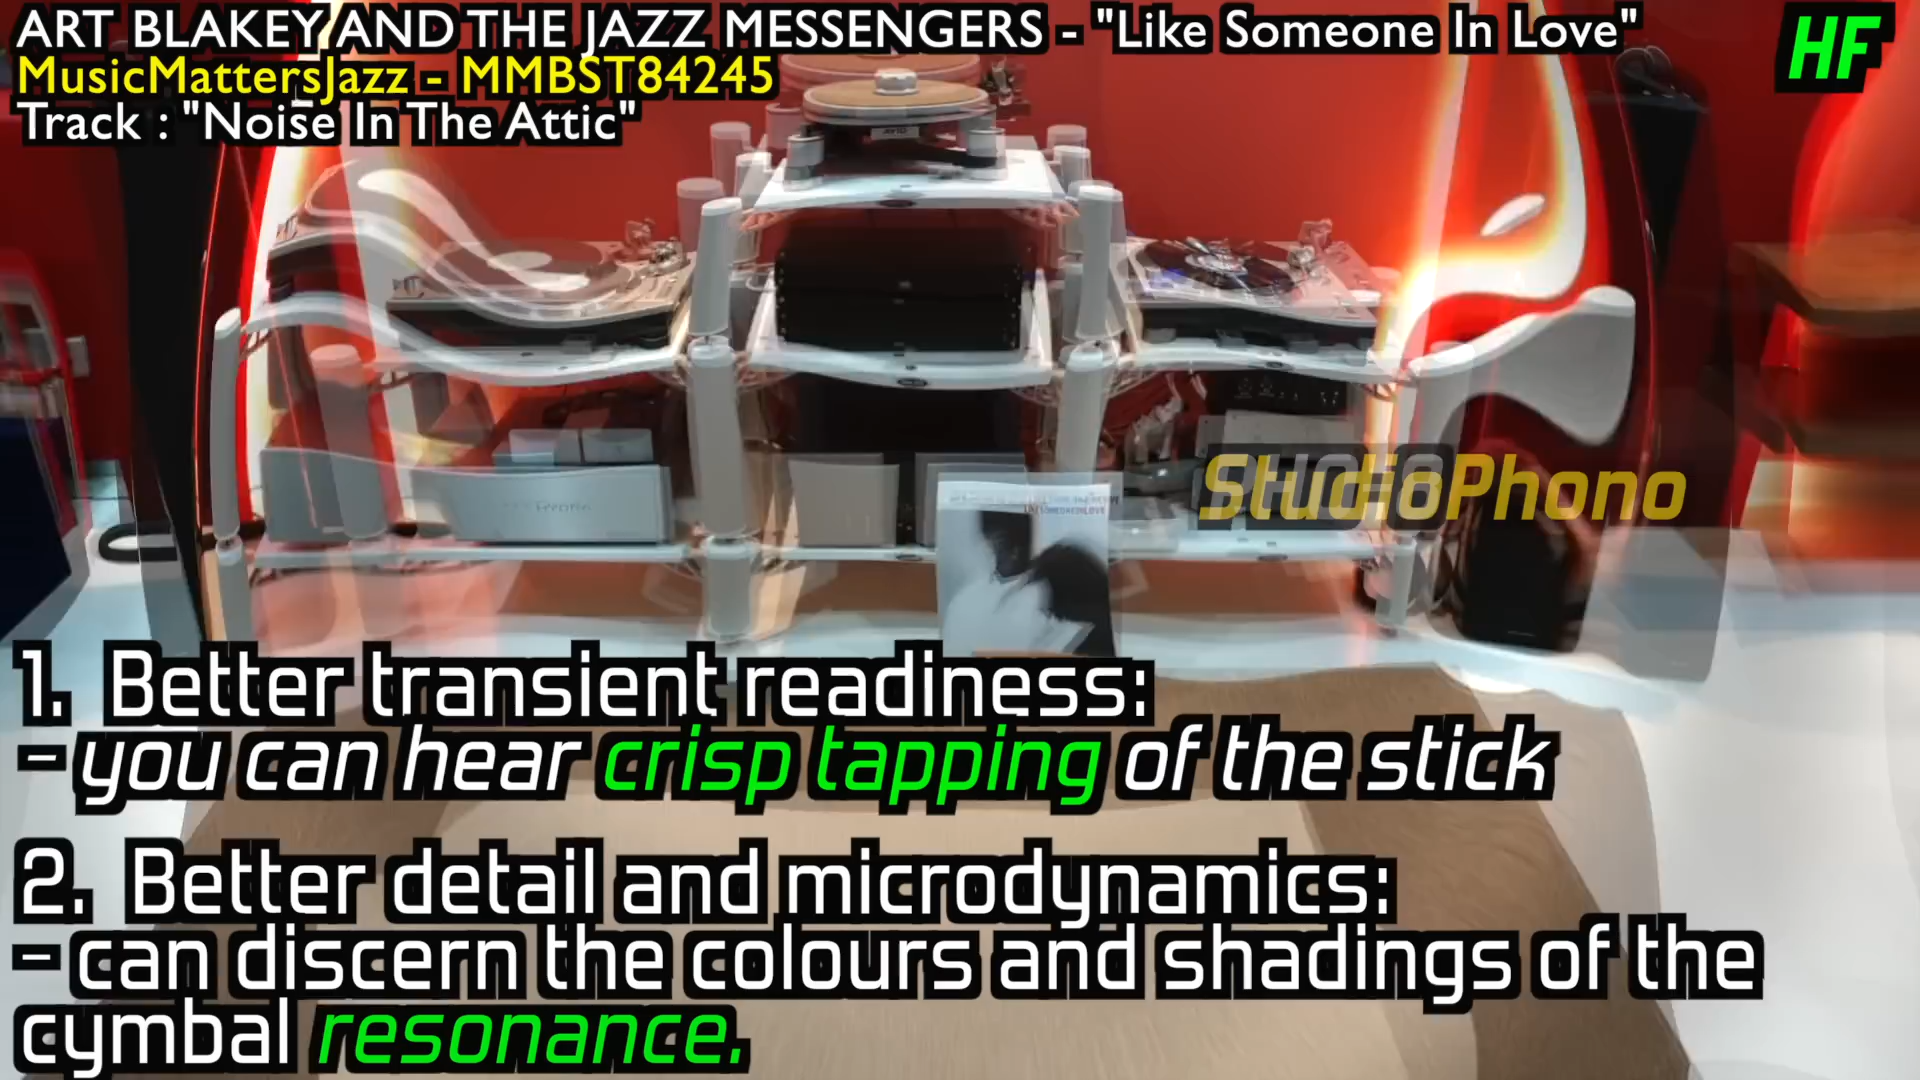 ART BLAKEY AND THE JAZZ MESSENGERS - "Like Someone In Love"
HF
MusicMattersJazz - MMBST84245
Track : "Noise In The Attic"
StudioPhono
1. Better transient readiness:
- you can hear crisp tapping of the stick
2. Better detail and microdynamics:
- can discern the colours and shadings of the
cymbal resonance.